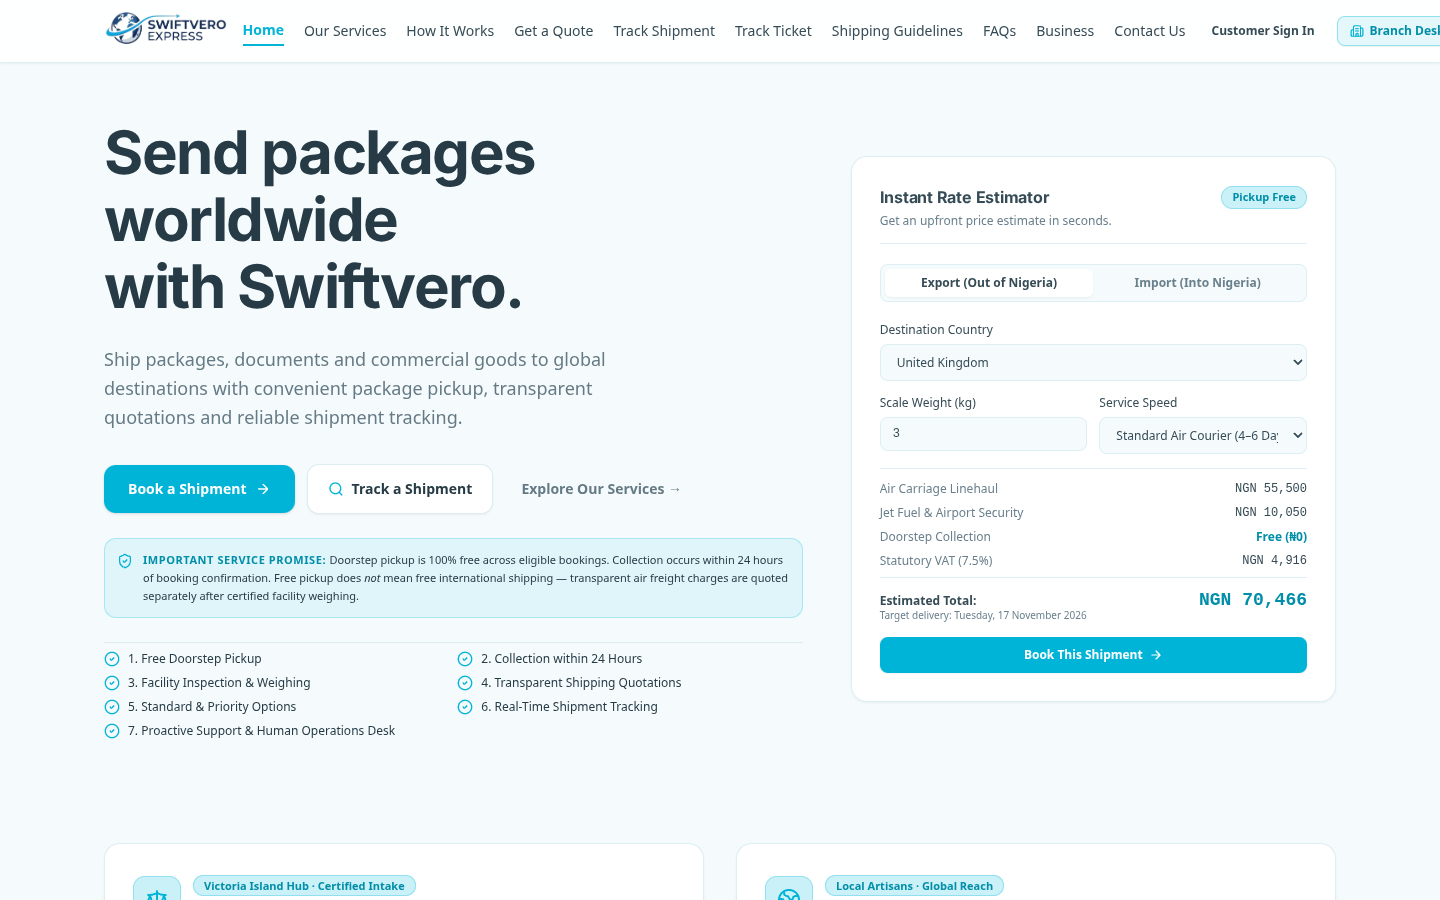 SWIFTVERO
EXPRESS
Home
Our Services
How It Works
Get a Quote
Track Shipment
Track Ticket
Shipping Guidelines
FAQs
Business
Contact Us
Customer Sign In
Branch
Send packages
worldwide
with Swiftvero.
Ship packages, documents and commercial goods to global
destinations with convenient package pickup, transparent
quotations and reliable shipment tracking.
Book a Shipment →
Track a Shipment
Explore Our Services →
IMPORTANT SERVICE PROMISE: Doorstep pickup is 100% free across eligible bookings. Collection occurs within 24 hours
of booking confirmation. Free pickup does not mean free international shipping — transparent air freight charges are quoted
separately after certified facility weighing.
1. Free Doorstep Pickup
2. Collection within 24 Hours
3. Facility Inspection & Weighing
4. Transparent Shipping Quotations
5. Standard & Priority Options
6. Real-Time Shipment Tracking
7. Proactive Support & Human Operations Desk
Instant Rate Estimator
Pickup Free
Get an upfront price estimate in seconds.
Export (Out of Nigeria)
Import (Into Nigeria)
Destination Country
United Kingdom
Scale Weight (kg)
Service Speed
3
Standard Air Courier (4–6
Air Carriage Linehaul
NGN 55,500
Jet Fuel & Airport Security
NGN 10,050
Doorstep Collection
Free (₦0)
Statutory VAT (7.5%)
NGN 4,916
Estimated Total:
NGN 70,466
Target delivery: Tuesday, 17 November 2026
Book This Shipment →
Victoria Island Hub · Certified Intake
Local Artisans · Global Reach